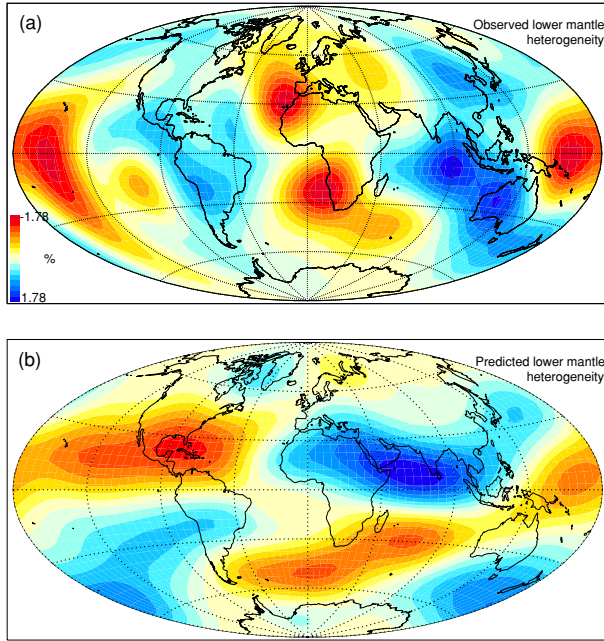 (a)
Observed lower mantle
heterogeneity
-1.78
%
1.78
(b)
Predicted lower mantle
heterogeneity